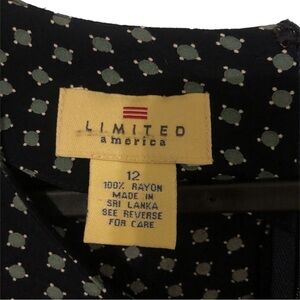 LIMITED
america
12
100% RAYON
MADE IN
SRI LANKA
SEE REVERSE
FOR CARE